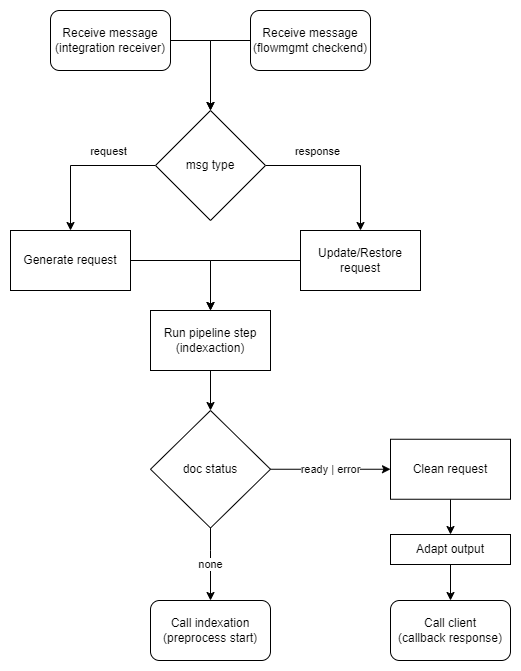 Receive message
(integration receiver)
Receive message
(flowmgmt checkend)
msg type
request
response
Generate request
Update/Restore
request
Run pipeline step
(indexaction)
doc status
ready | error
Clean request
Adapt output
none
Call indexation
(preprocess start)
Call client
(callback response)